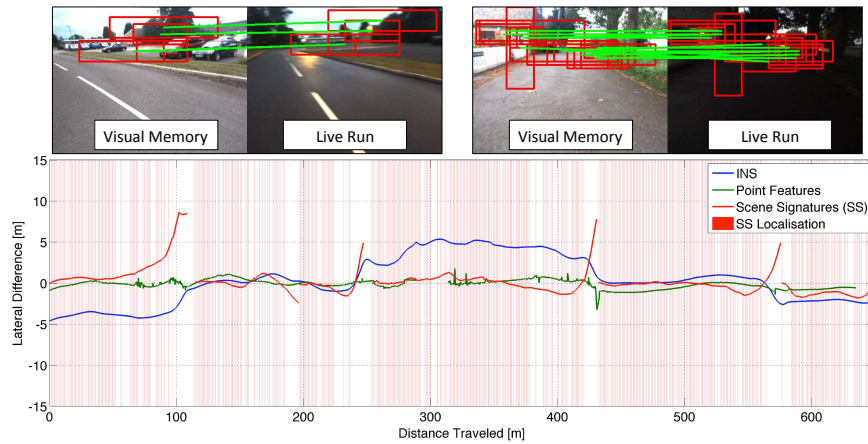 Visual Memory
Live Run
Visual Memory
Live Run
15
10
5
0
-5
-10
-15
Lateral Difference [m]
INS
Point Features
Scene Signatures (SS)
SS Localisation
0
100
200
300
400
500
600
Distance Traveled [m]